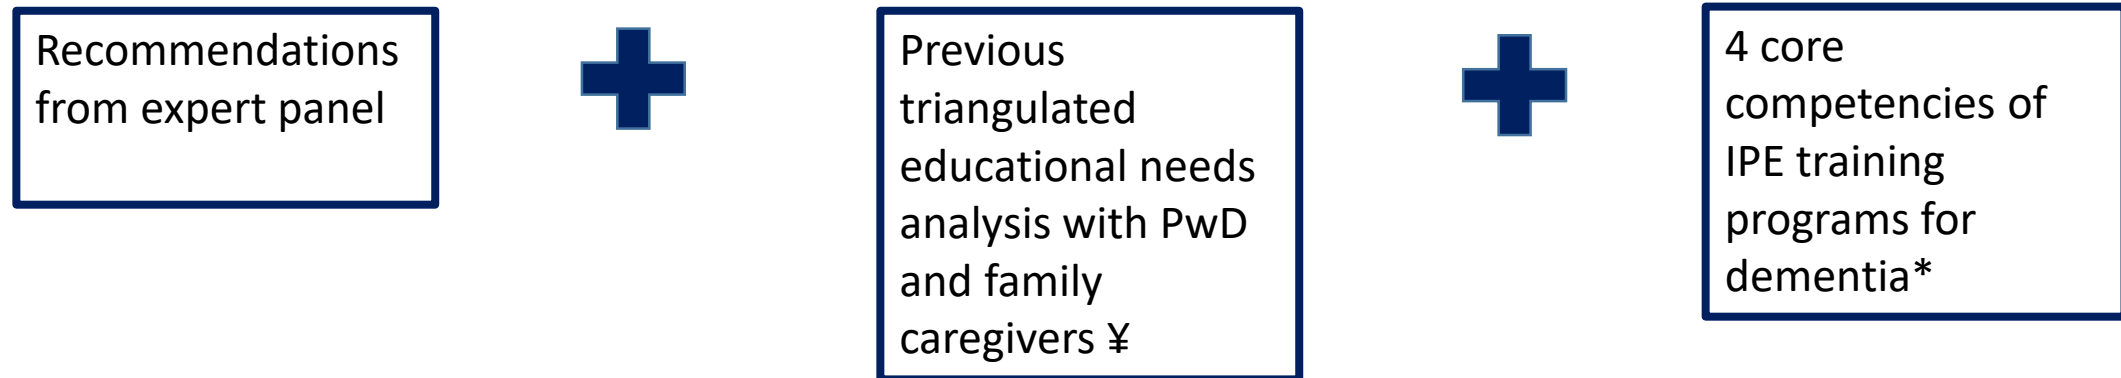 Recommendations
from expert panel
Previous
triangulated
educational needs
analysis with PwD
and family
caregivers ¥
4 core
competencies of
IPE training
programs for
dementia*